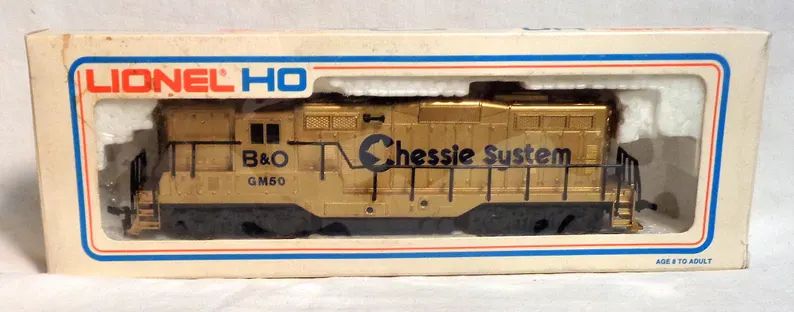 LIONEL® HO
Chessie System
B&O
GM50
AGE 8 TO ADULT